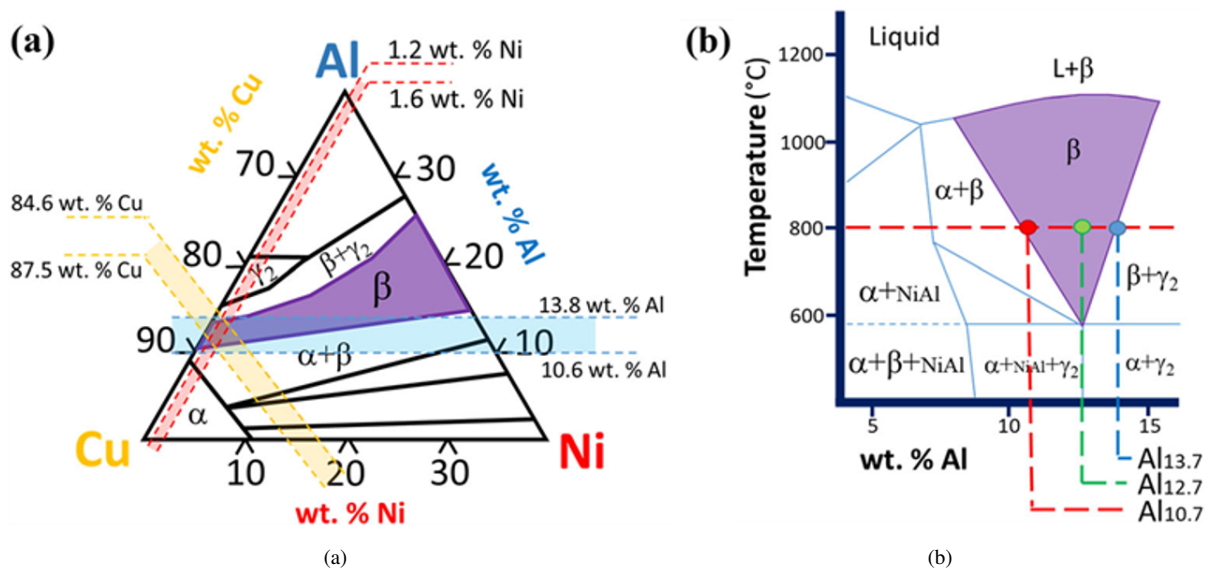 (a)
Al
1.2 wt. % Ni
1.6 wt. % Ni
wt. % Cu
70
30
wt. % Al
84.6 wt. % Cu
80
γ2
β+γ2
20
87.5 wt. % Cu
β
13.8 wt. % Al
90
α+β
10
10.6 wt. % Al
α
Cu
Ni
10
20
30
wt. % Ni
(a)
(b)
Temperature (°C)
1200
1000
800
600
Liquid
L+β
β
α+β
β+γ2
α+NiAl
α+β+NiAl
α+NiAl+γ2
α+γ2
5
10
15
wt. % Al
Al13.7
Al12.7
Al10.7
(b)